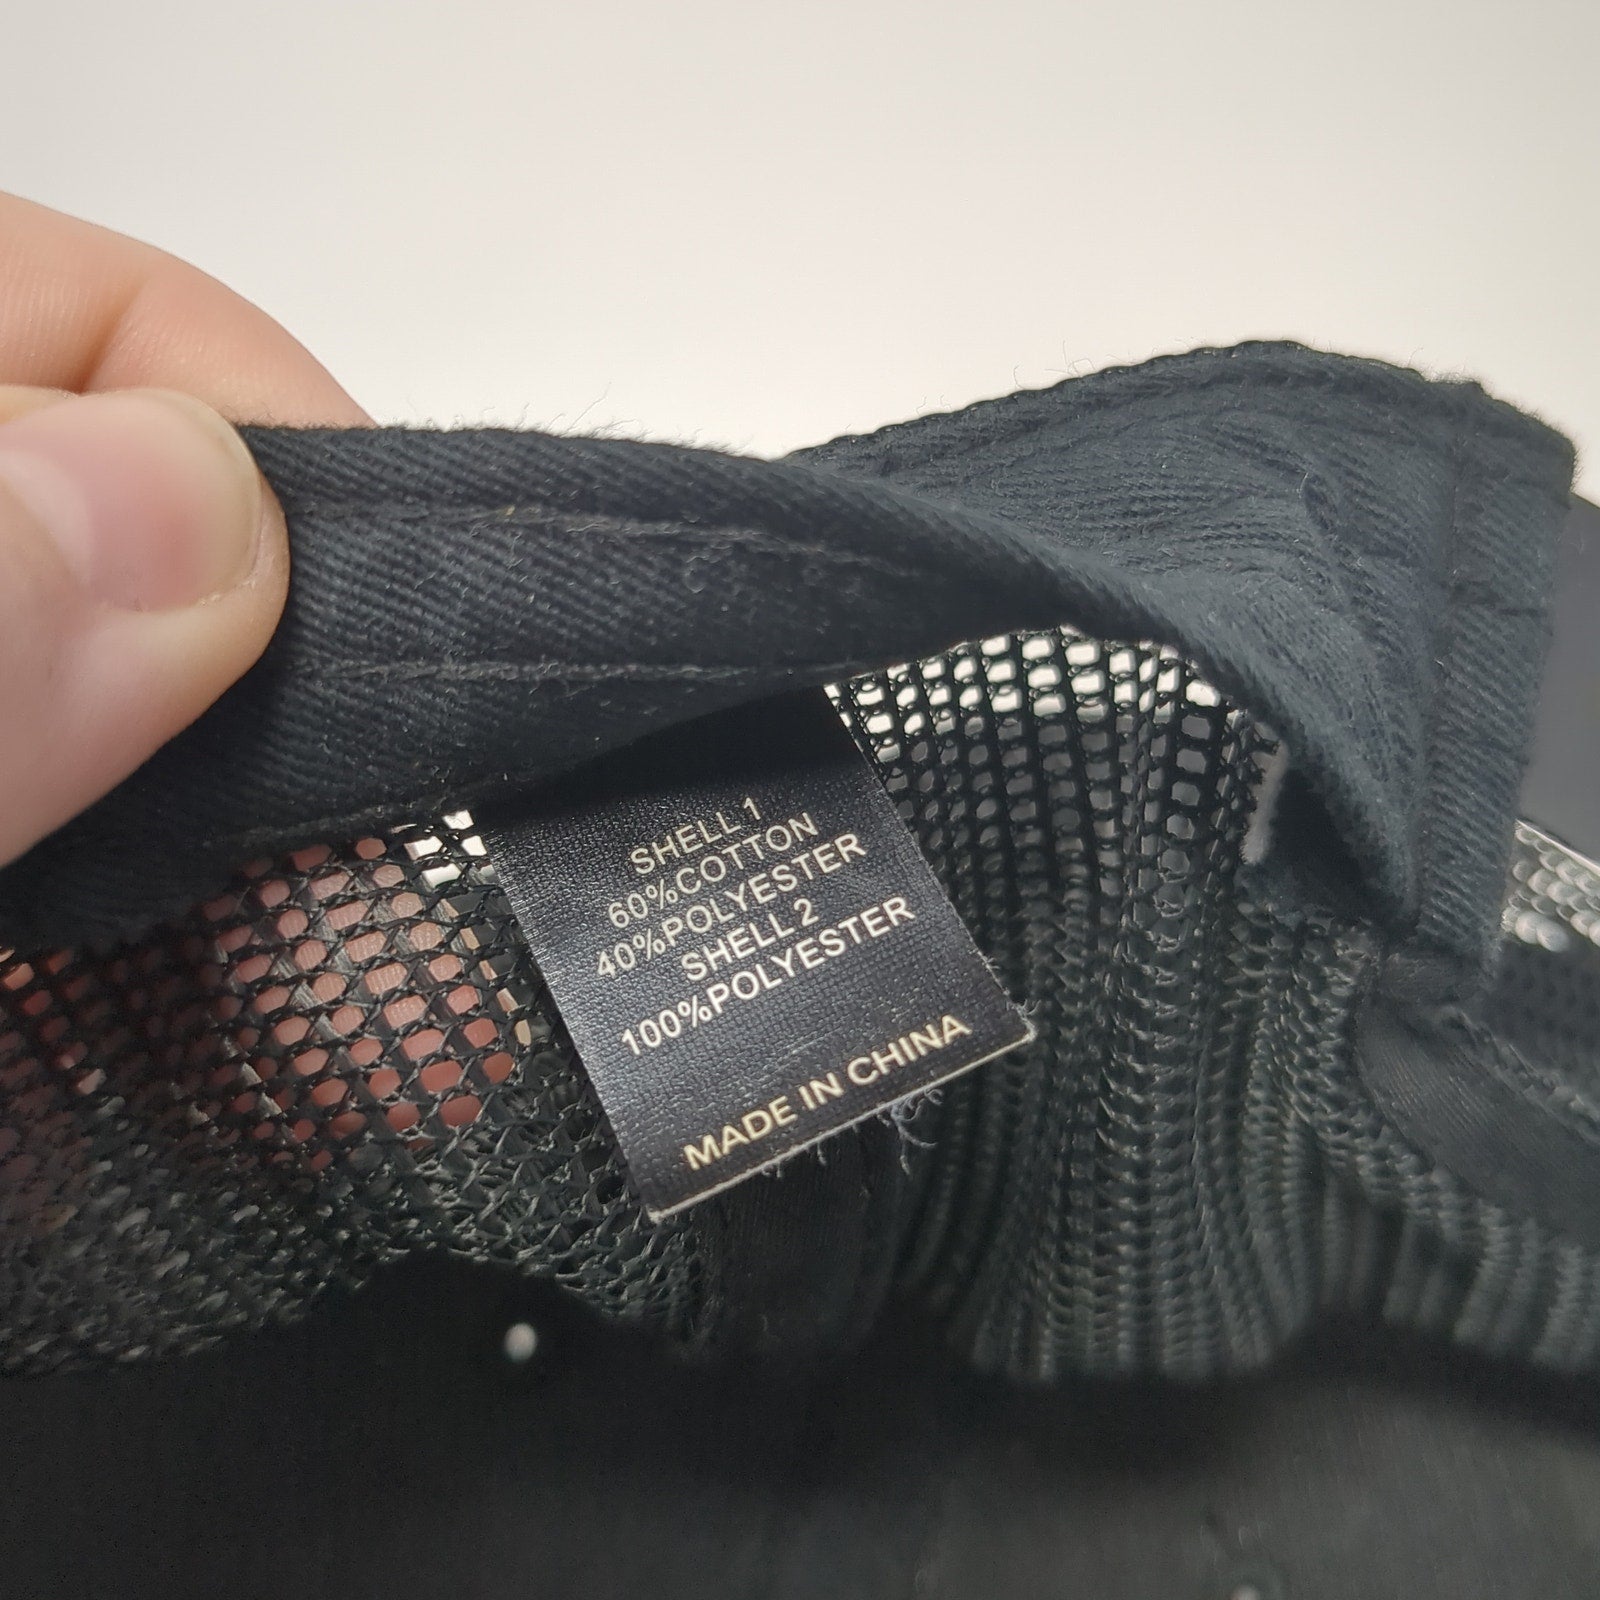 SHELL 1
60%COTTON
40%POLYESTER
SHELL 2
100%POLYESTER
MADE IN CHINA